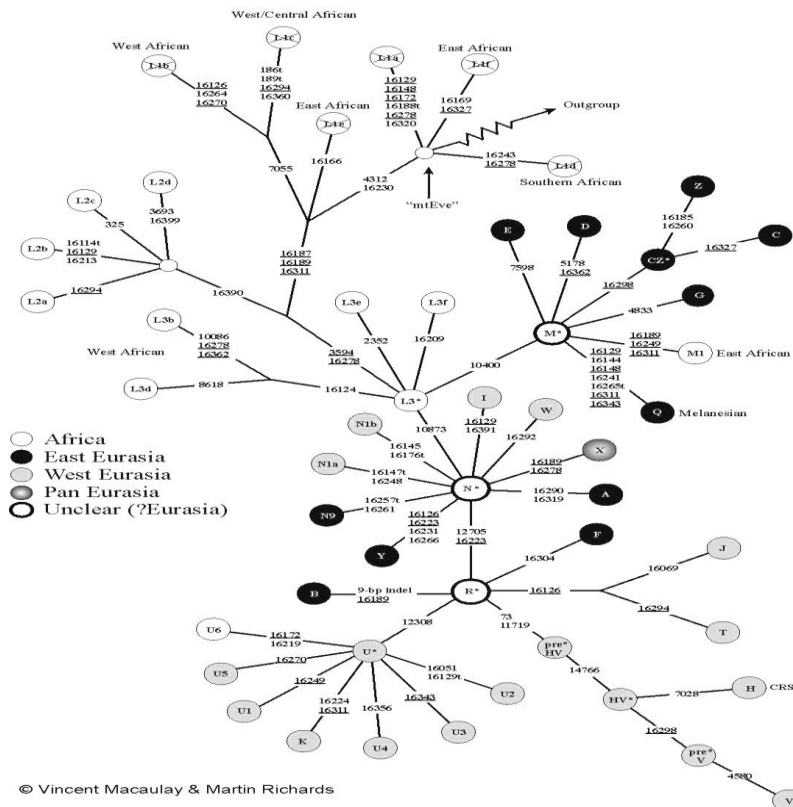 West/Central African
L1c
West African
L1b
16126
16264
16270
186t
189t
16294
16360
East African
L1e
16166
7055
L1a
16129
16148
16172
16188t
16278
16320
East African
L1f
16169
16327
Outgroup
16243
16278
L1d
Southern African
4312
16230
"mtEve"
L2d
L2c
3693
16399
325
L2b
16114t
16129
16213
L2a
16294
16390
16187
16189
16311
L3b
10086
16278
16362
West African
L3d
8618
16124
3594
16278
L3e
L3f
2352
16209
L3*
10400
Z
16185
16260
C
16327
CZ*
E
D
7598
5178
16362
16298
G
4833
M*
16189
16249
16311
M1
East African
16129
16144
16148
16241
16265t
16311
16343
Q
Melanesian
10873
I
16129
16391
W
16292
N1b
16145
16176t
X
16189
16278
N1a
16147t
16248
N*
16290
16319
A
N9
16257t
16261
Y
16126
16223
16231
16266
12705
16223
Africa
East Eurasia
West Eurasia
Pan Eurasia
Unclear (?Eurasia)
F
16304
J
16069
B
9-bp indel
16189
R*
16126
16294
T
12308
73
11719
U6
16172
16219
U*
pre*
HV
U5
16270
16051
16129t
U2
14766
U1
16249
16343
U3
HV*
7028
H
CRS
16224
16311
K
16356
U4
16298
pre*
V
4580
V
© Vincent Macaulay & Martin Richards